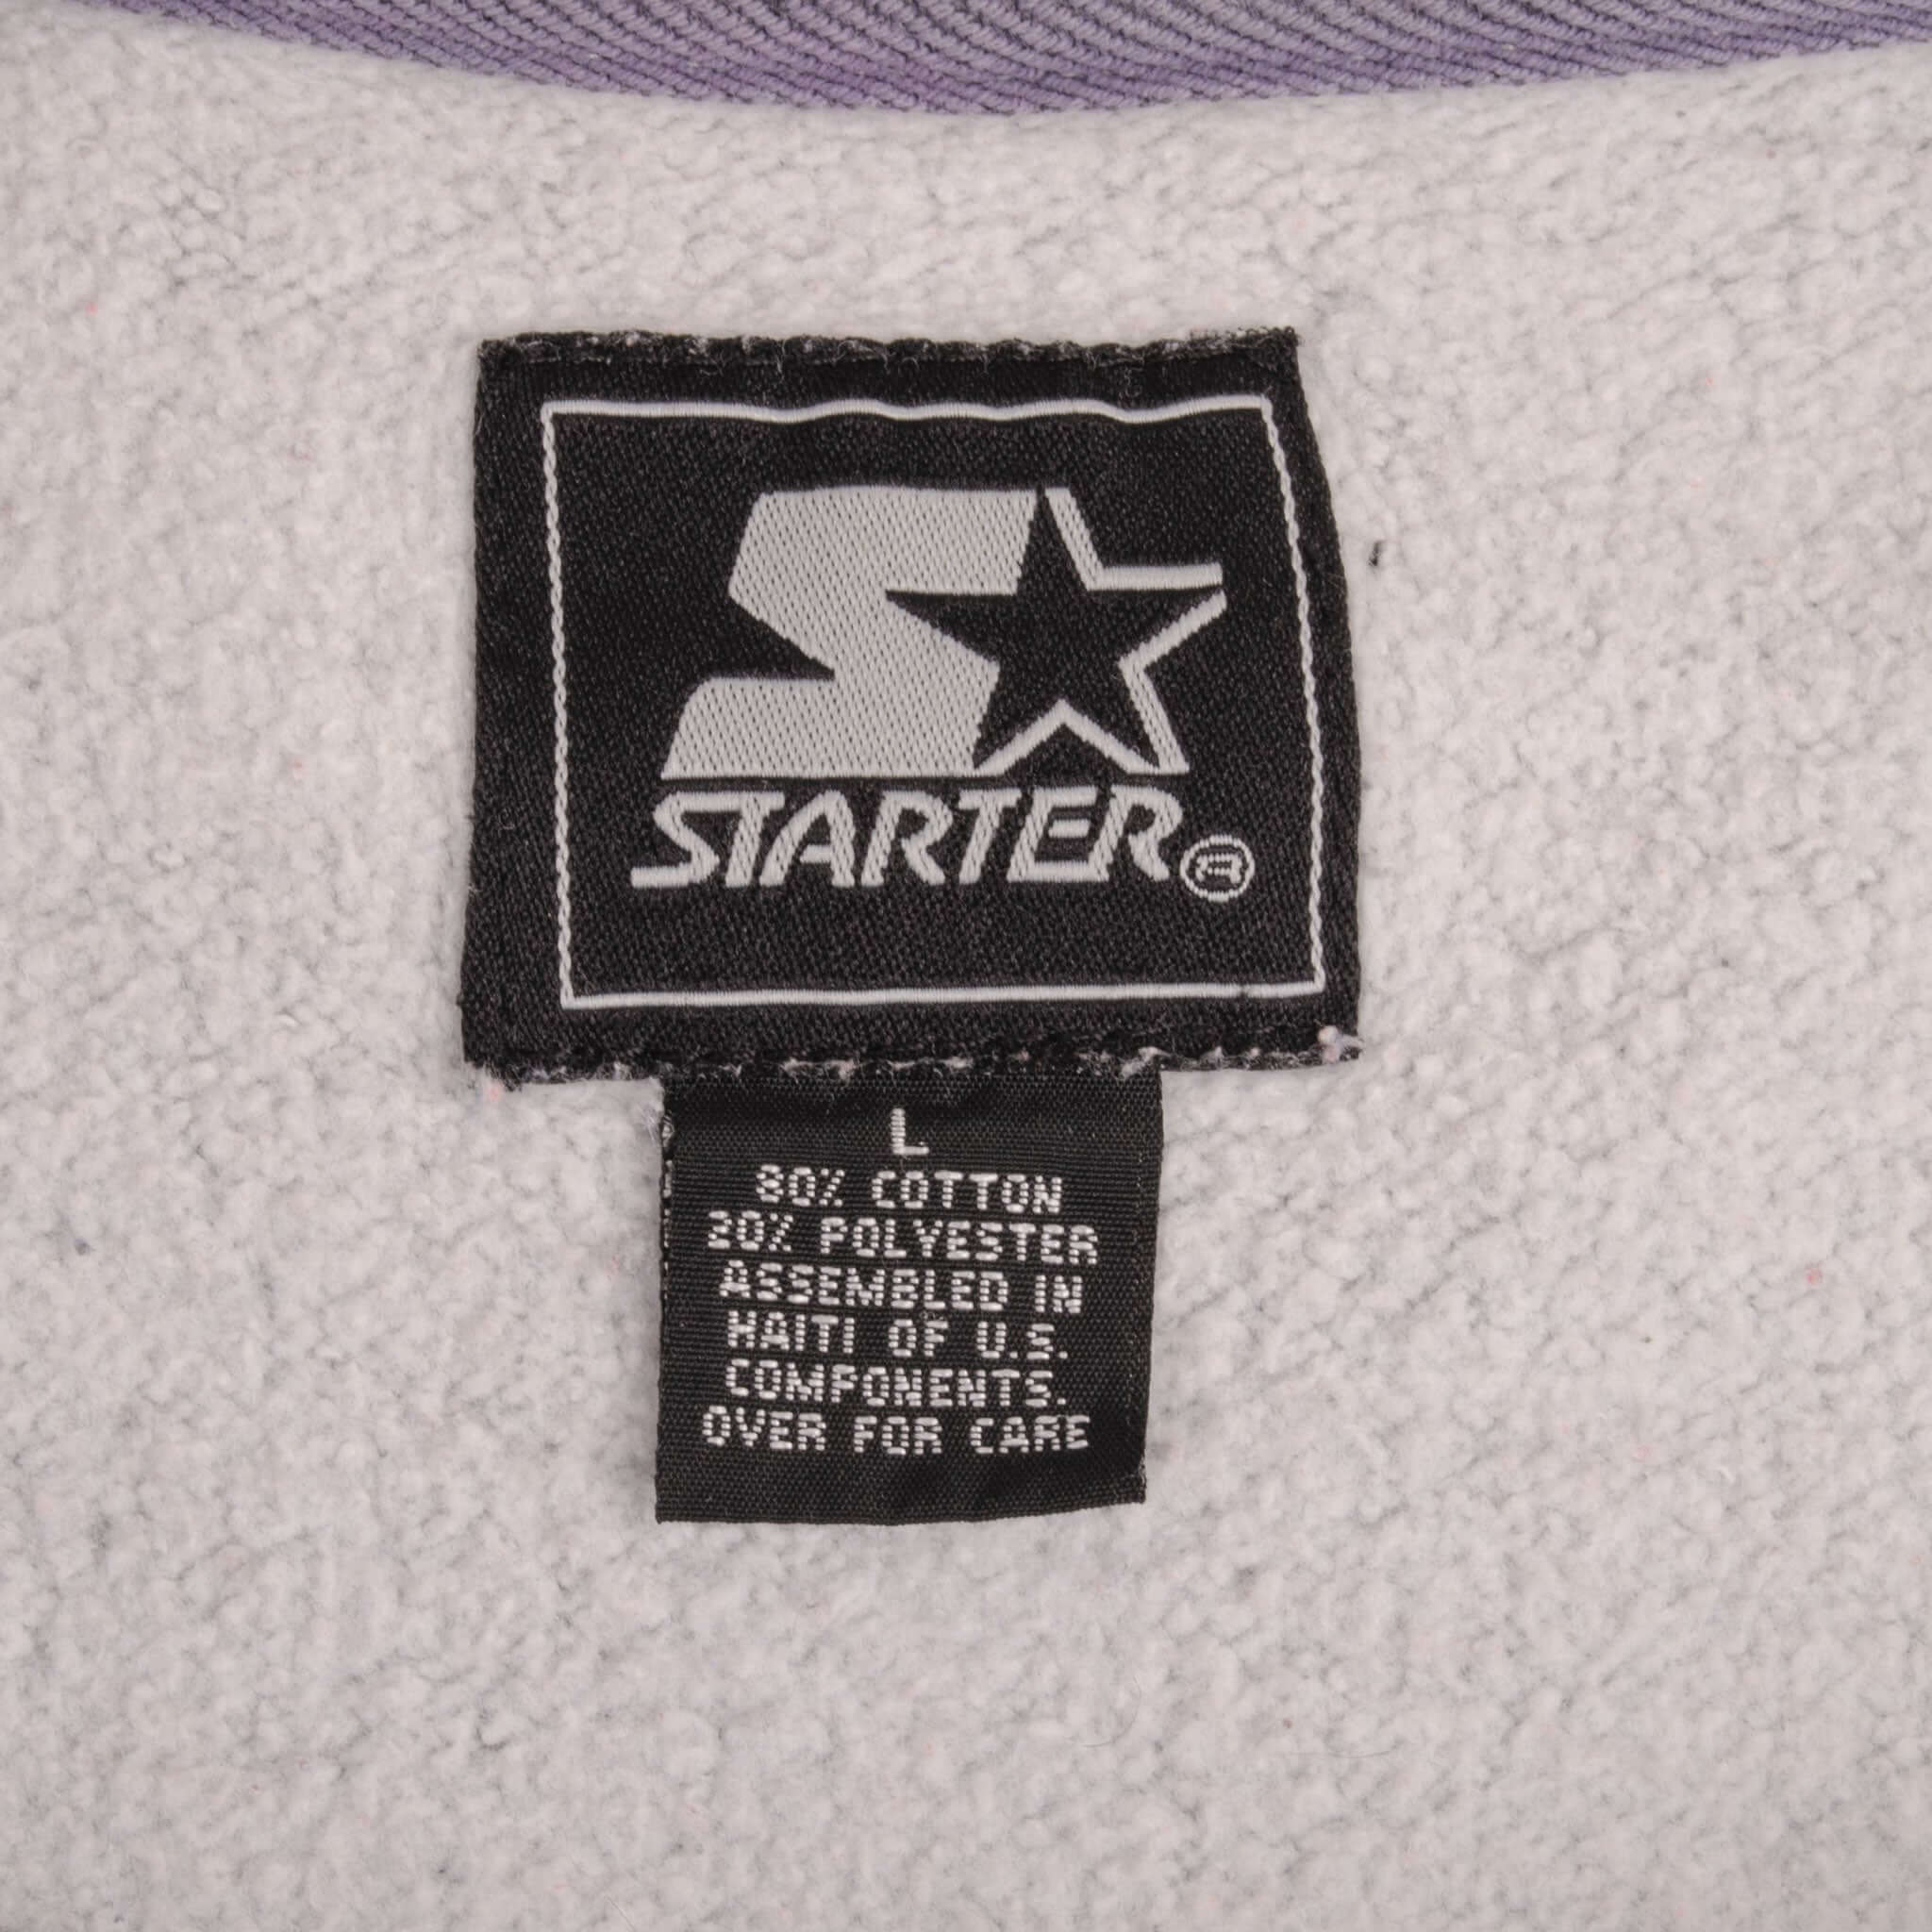 STARTER®
L
80% COTTON
20% POLYESTER
ASSEMBLED IN
HAITI OF U.S.
COMPONENTS.
OVER FOR CARE